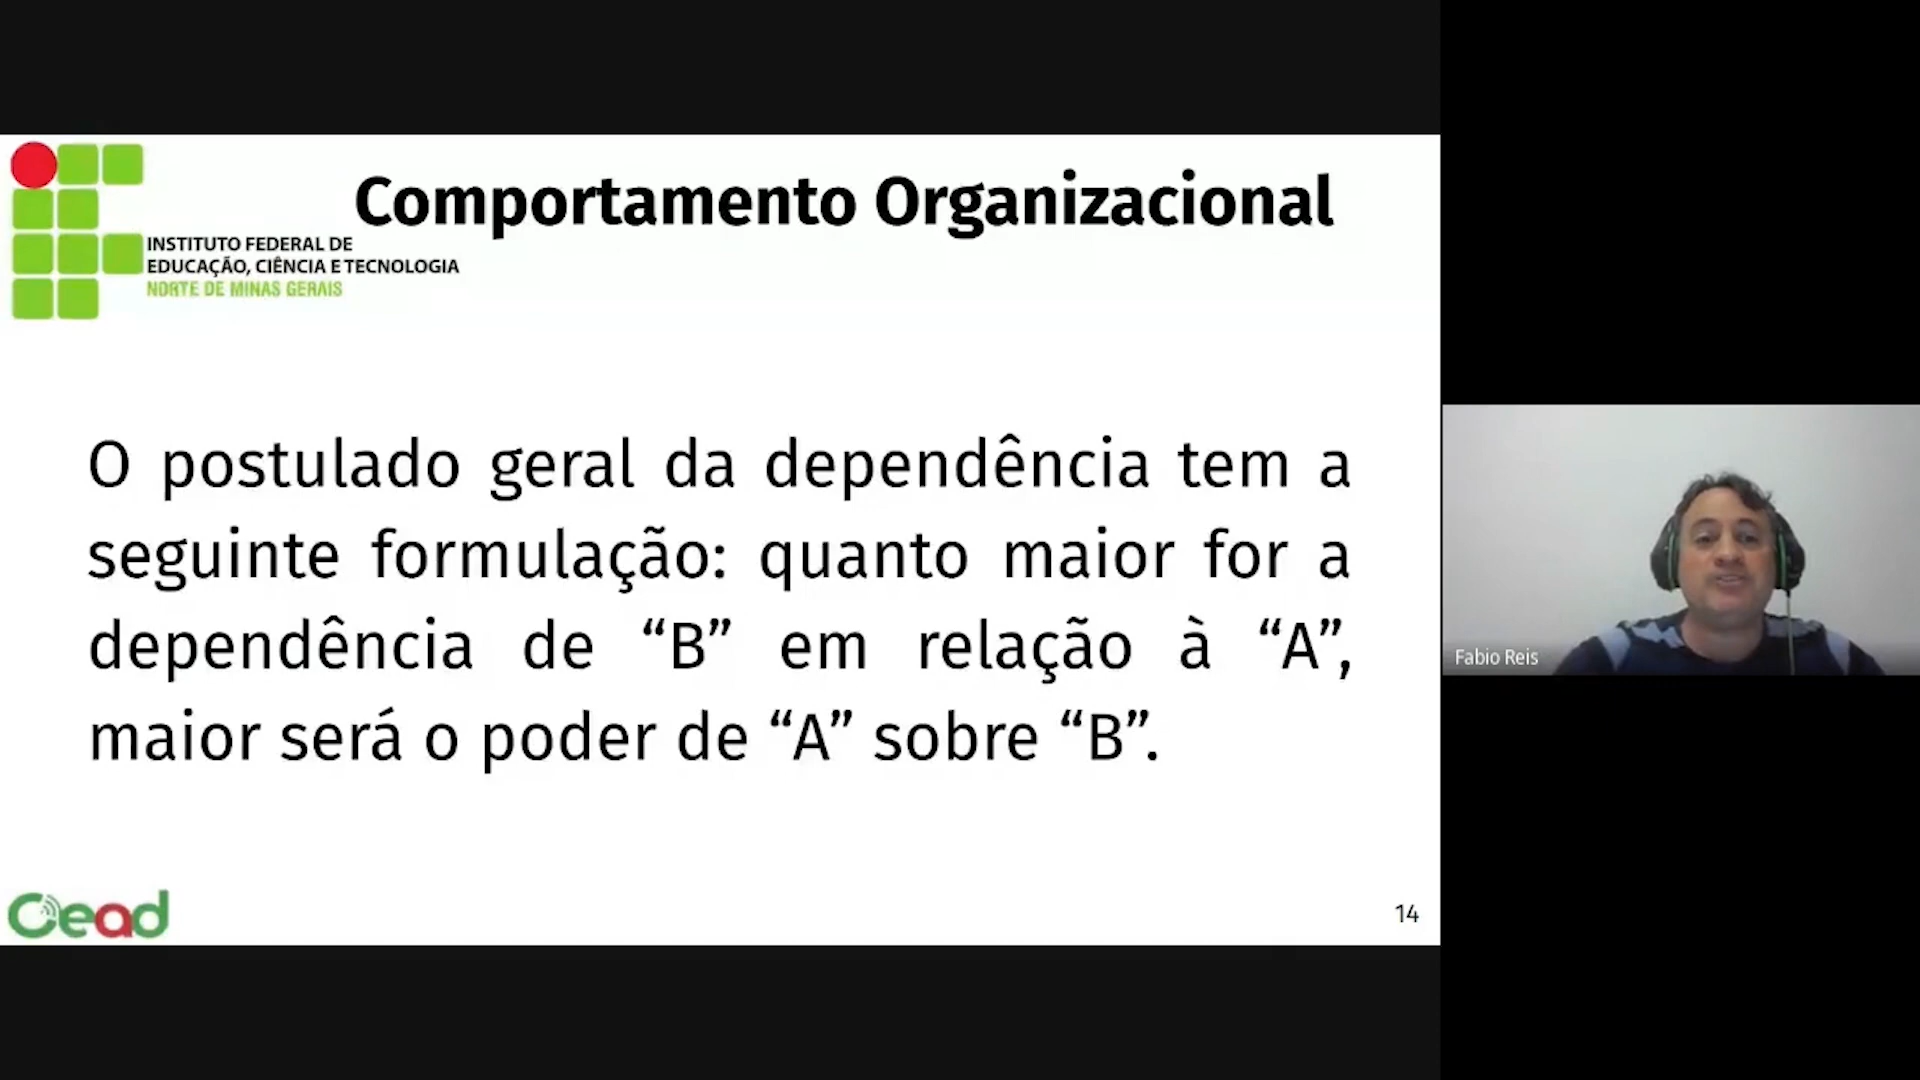 Comportamento Organizacional
INSTITUTO FEDERAL DE
EDUCAÇÃO, CIÊNCIA E TECNOLOGIA
NORTE DE MINAS GERAIS
O postulado geral da dependência tem a
seguinte formulação: quanto maior for a
dependência de “B” em relação à “A”,
maior será o poder de “A” sobre “B”.
Fabio Reis
Cead
14